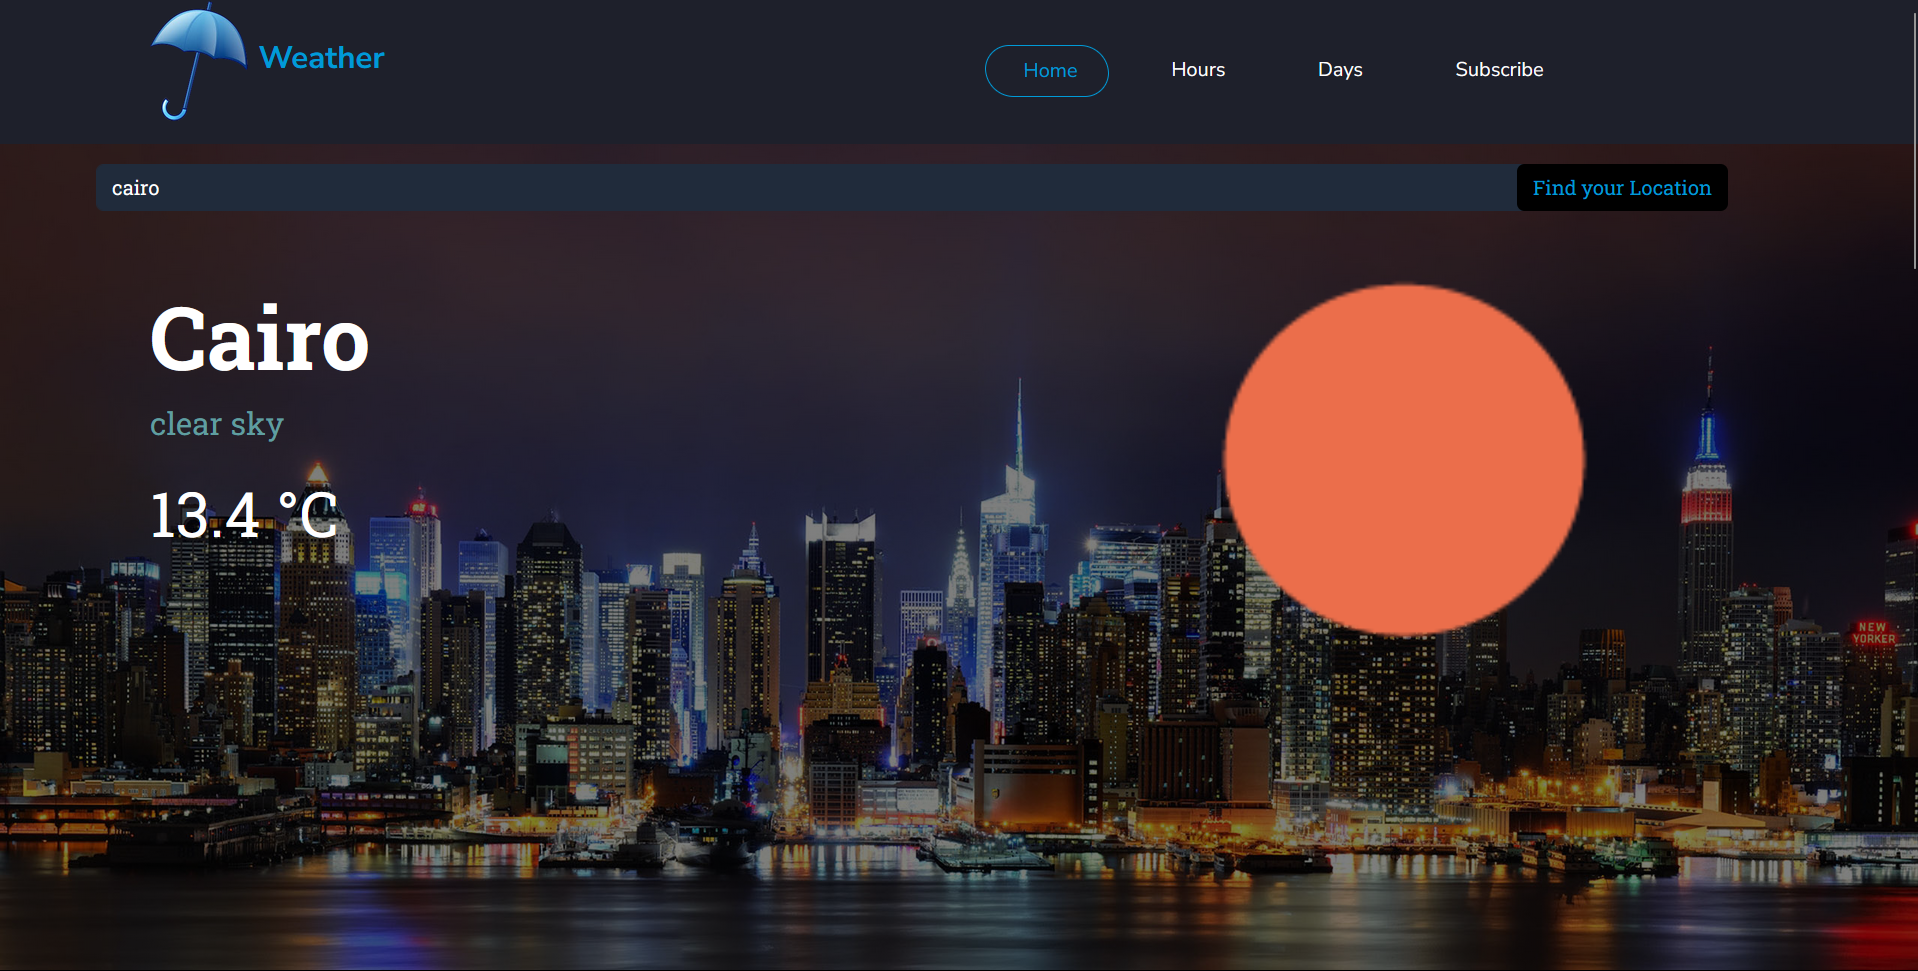 Weather
Home
Hours
Days
Subscribe
cairo
Find your Location
Cairo
clear sky
13.4 °C
NEW
YORKER